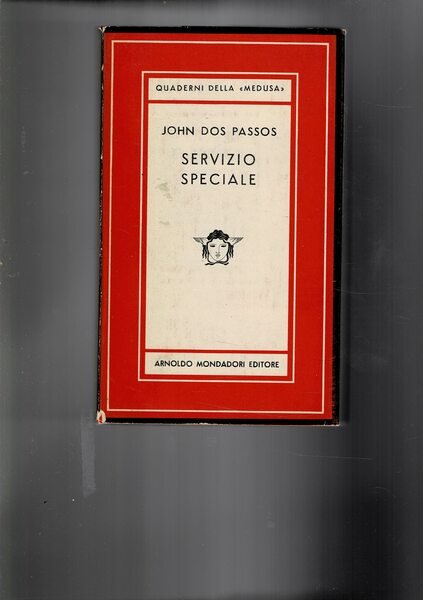 QUADERNI DELLA «MEDUSA»
JOHN DOS PASSOS
SERVIZIO
SPECIALE
ARNOLDO MONDADORI EDITORE